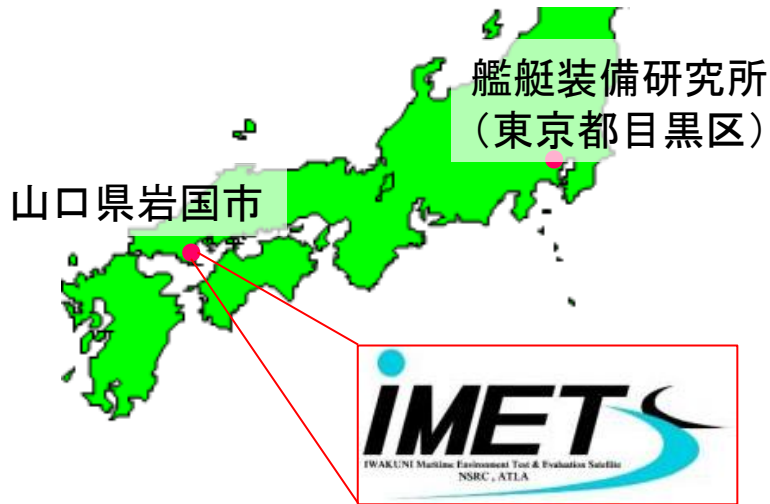 艦艇装備研究所
（東京都目黒区）
山口県岩国市
iMETS
IWAKUNI Maritime Environment Test & Evaluation Satellite
NSRC , ATLA